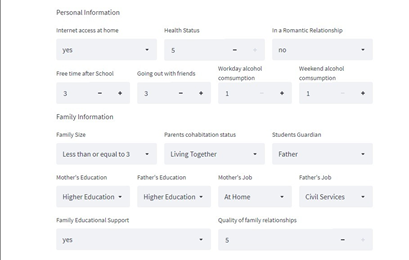 Personal Information
Internet access at home Health Status In a Romantic Relationship
yes 5 - + no
Free time after School Going out with friends Workday alcohol comsumption Weekend alcohol comsumption
3 - + 3 - + 1 - + 1 - +
Family Information
Family Size Parents cohabitation status Students Guardian
Less than or equal to 3 Living Together Father
Mother's Education Father's Education Mother's Job Father's Job
Higher Education Higher Education At Home Civil Services
Family Educational Support Quality of family relationships
yes 5 - +